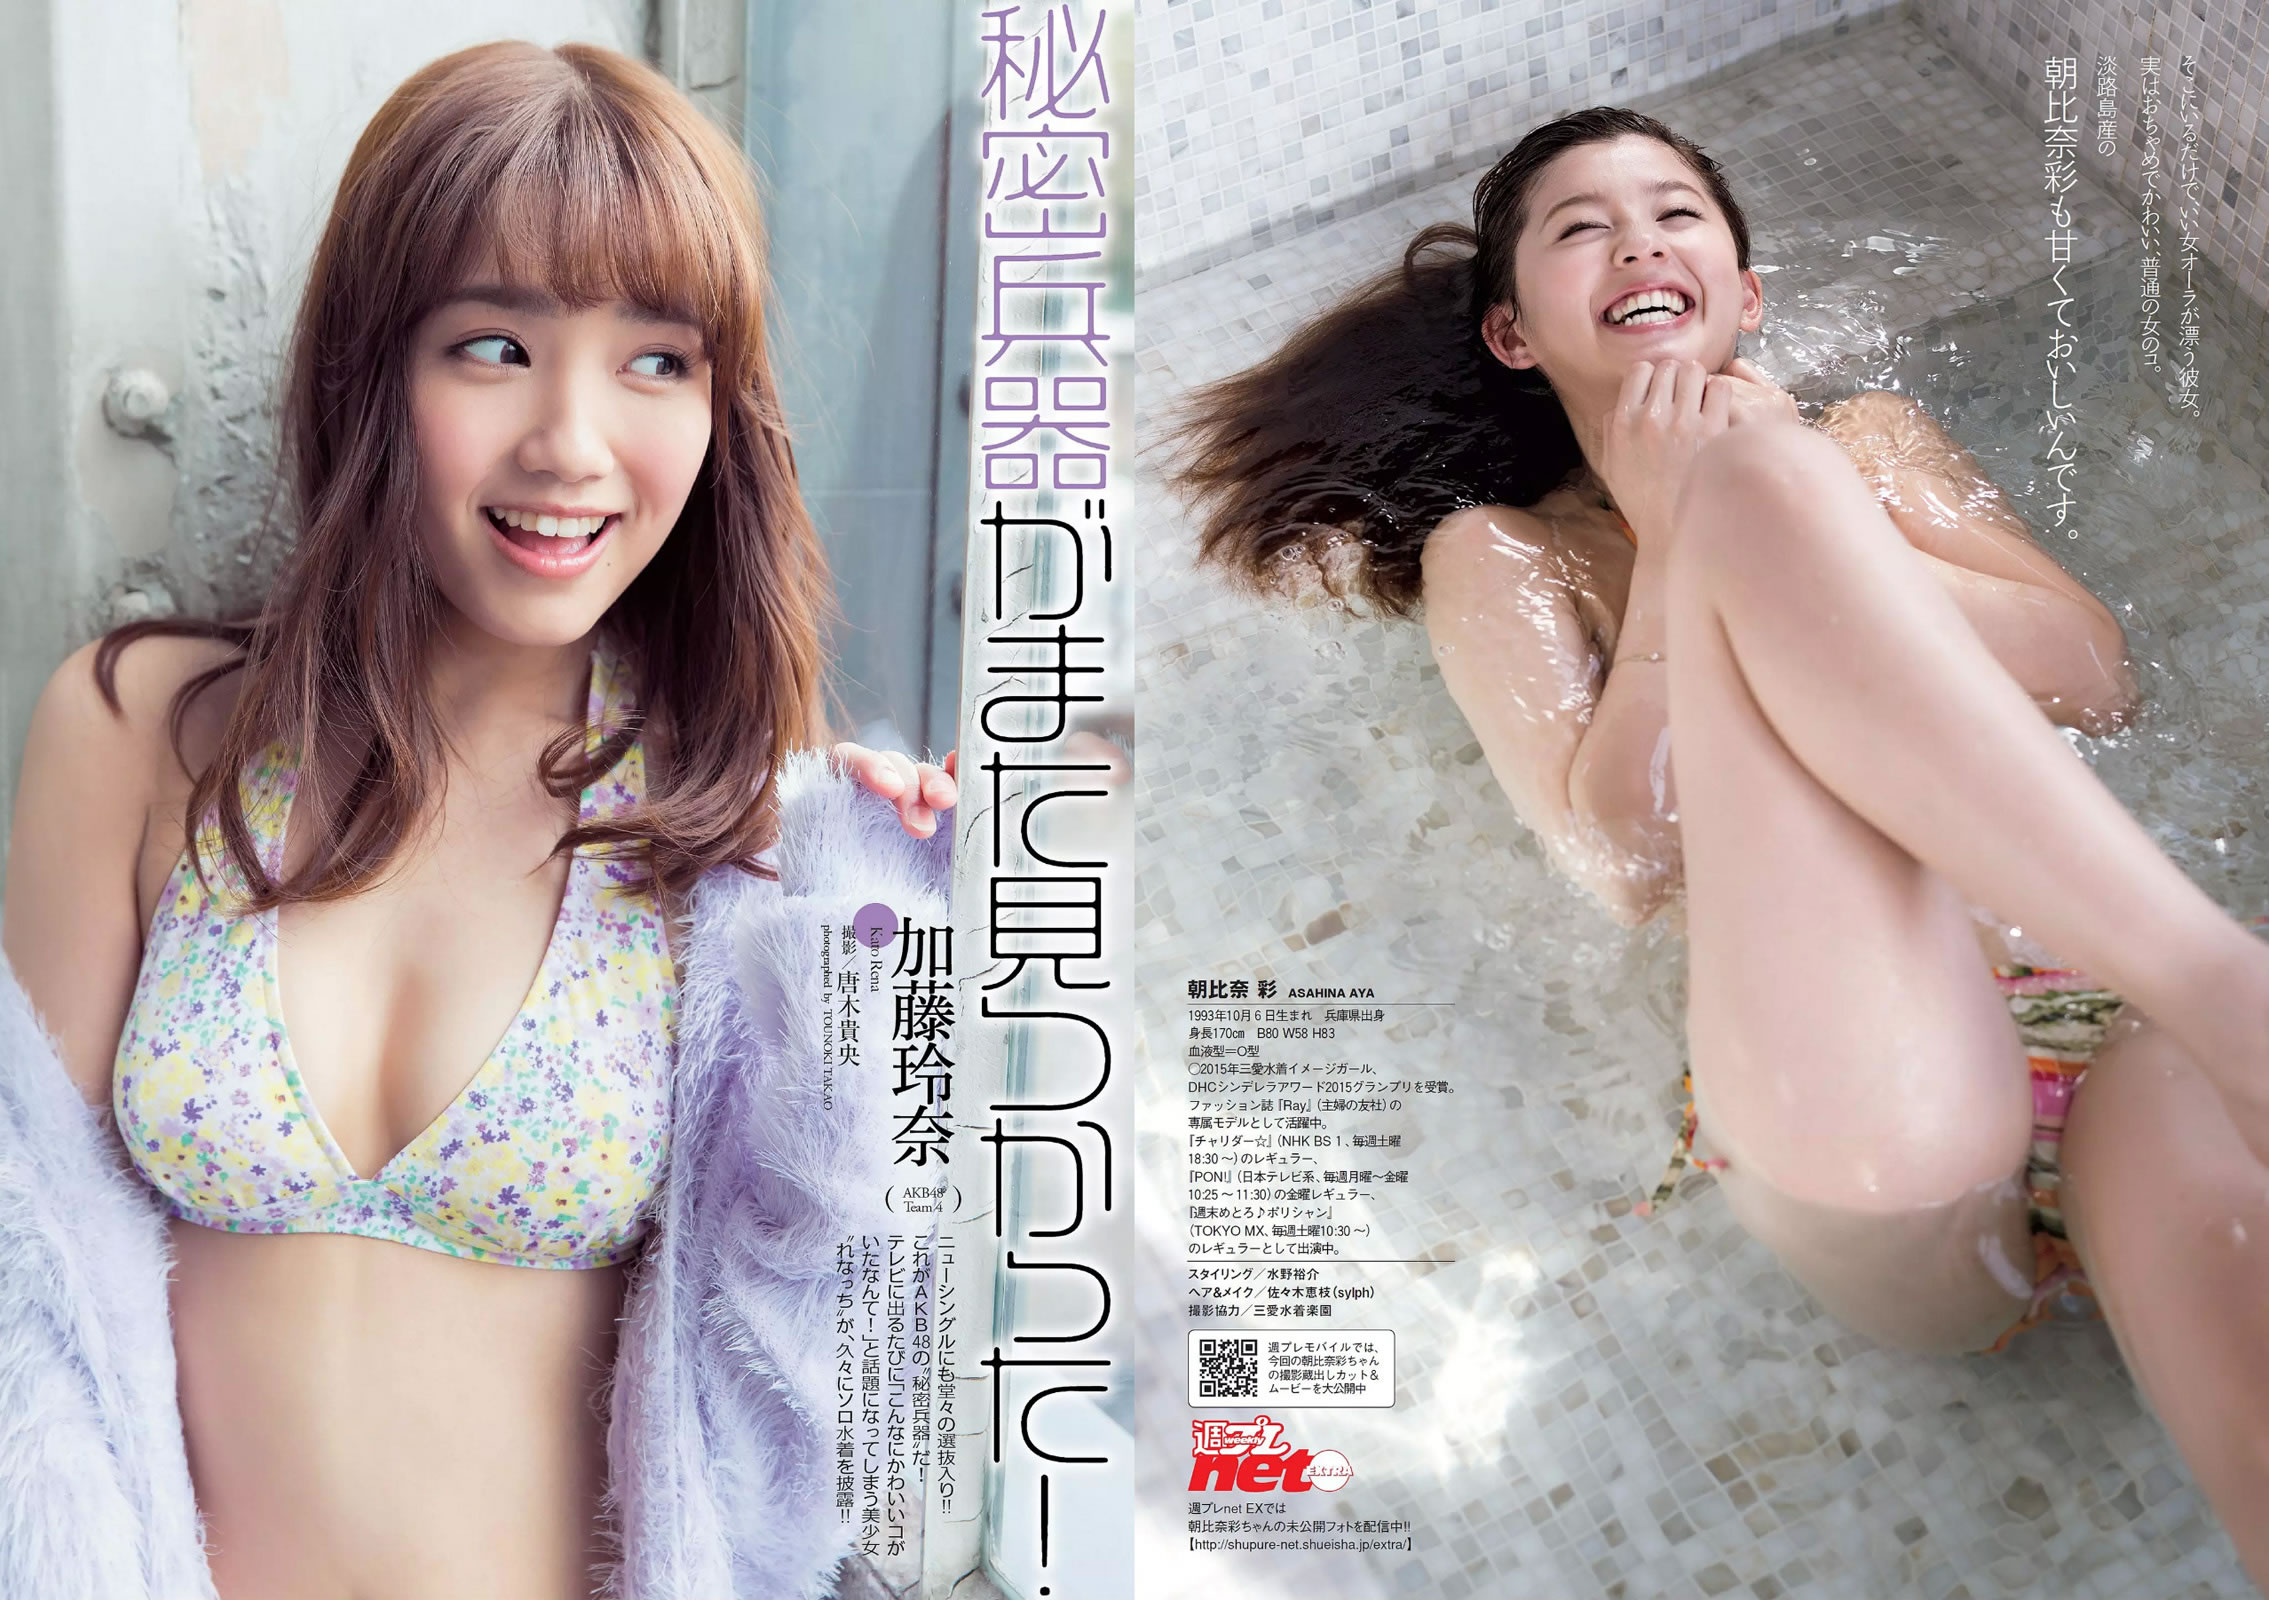 秘密兵器がまた見つかった!
加藤玲奈
Kato Rena
(AKB48 Team 4)
撮影/唐木貴央
photographed by TOUNOKI TAKAO
ニューシングルにも堂々の選抜入り!!
これがAKB48の“秘密兵器”だ!
テレビに出るたびに「こんなにかわいいコが
いたなんて!」と話題になってしまう美少女
“れなっち”が、久々にソロ水着を披露!!
そこにいるだけで、いい女オーラが漂う彼女。
実はおちゃめでかわいい、普通の女のコ。
淡路島産の
朝比奈彩も甘くておいしいんです。
朝比奈 彩 ASAHINA AYA
1993年10月6日生まれ 兵庫県出身
身長170㎝ B80 W58 H83
血液型=O型
○2015年三愛水着イメージガール、
DHCシンデレラアワード2015グランプリを受賞。
ファッション誌『Ray』(主婦の友社)の
専属モデルとして活躍中。
『チャリダー☆』(NHK BS 1、毎週土曜
18:30〜)のレギュラー、
『PON!』(日本テレビ系、毎週月曜〜金曜
10:25〜11:30)の金曜レギュラー、
『週末めとろ♪ポリシャン』
(TOKYO MX、毎週土曜10:30〜)
のレギュラーとして出演中。
スタイリング/水野裕介
ヘア&メイク/佐々木恵枝(sylph)
撮影協力/三愛水着楽園
週プレモバイルでは、
今回の朝比奈彩ちゃん
の撮影蔵出しカット&
ムービーを大公開中
週プレ weekly
net EXTRA
週プレnet EXでは
朝比奈彩ちゃんの未公開フォトを配信中!!
【http://shupure-net.shueisha.jp/extra/】